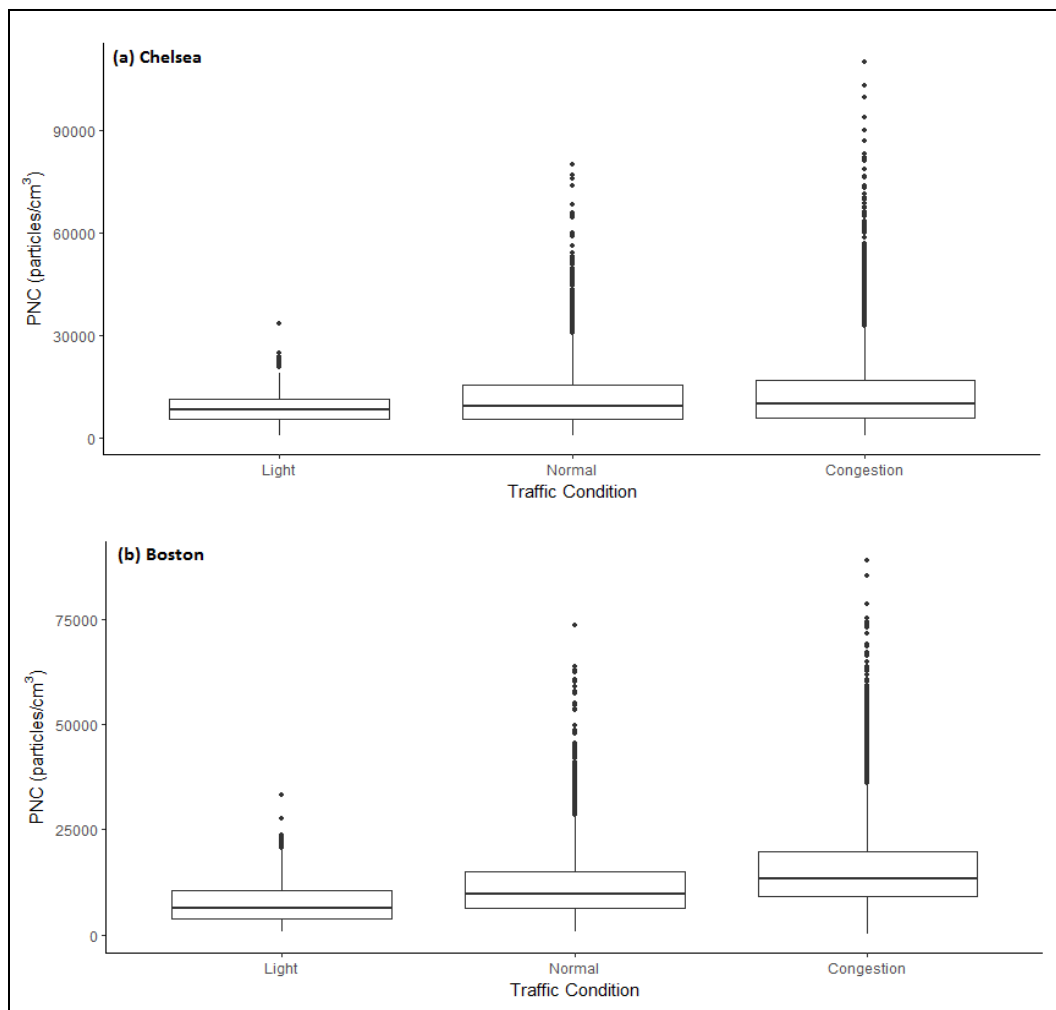 (a) Chelsea
90000
60000
30000
0
PNC (particles/cm³)
Light Normal Congestion
Traffic Condition
(b) Boston
75000
50000
25000
0
PNC (particles/cm³)
Light Normal Congestion
Traffic Condition